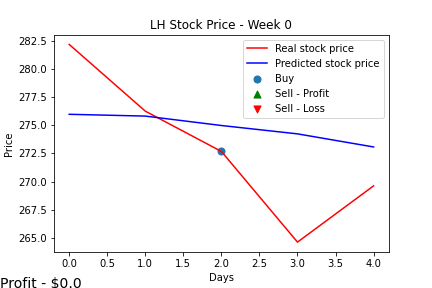 LH Stock Price - Week 0
Real stock price
Predicted stock price
Buy
Sell - Profit
Sell - Loss
282.5
280.0
277.5
275.0
272.5
270.0
267.5
265.0
Price
0.0 0.5 1.0 1.5 2.0 2.5 3.0 3.5 4.0
Days
Profit - $0.0